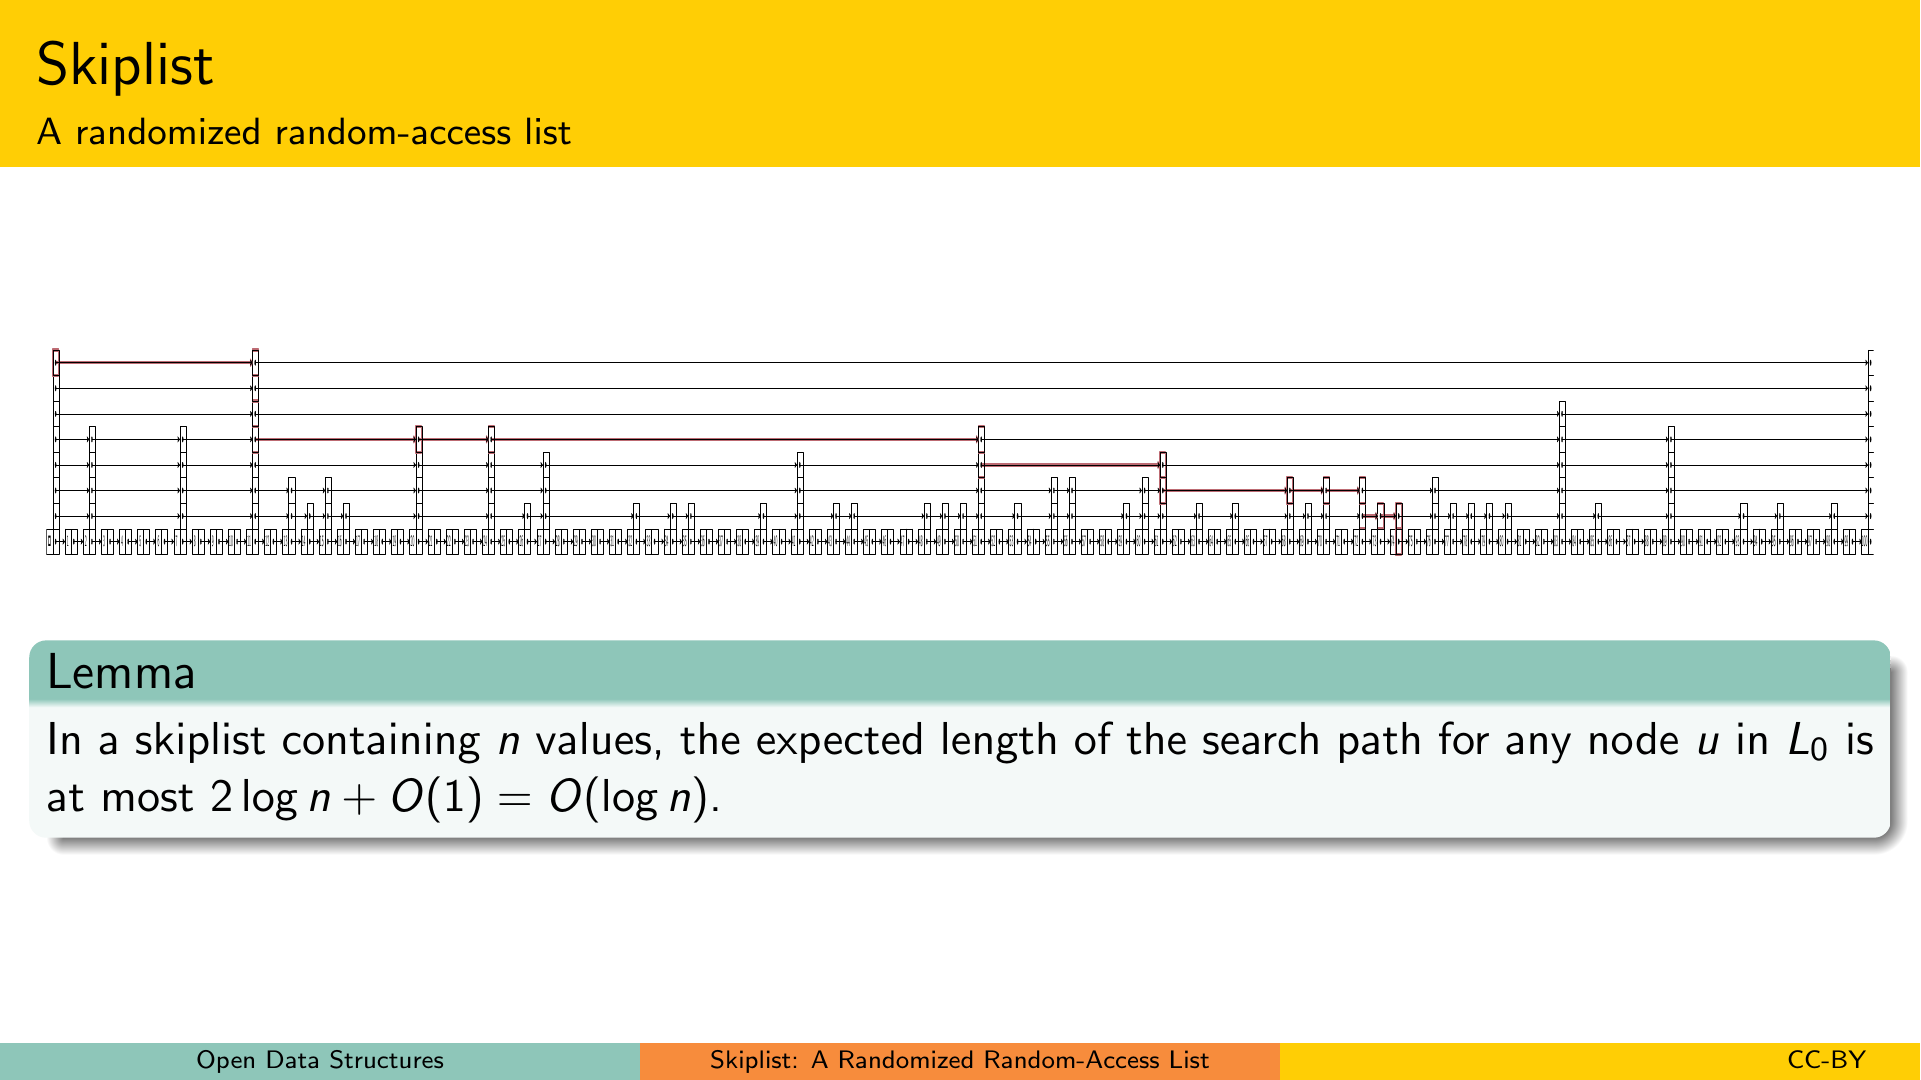 Skiplist
A randomized random-access list
Lemma
In a skiplist containing n values, the expected length of the search path for any node u in L₀ is
at most 2 log n + O(1) = O(log n).
Open Data Structures
Skiplist: A Randomized Random-Access List
CC-BY